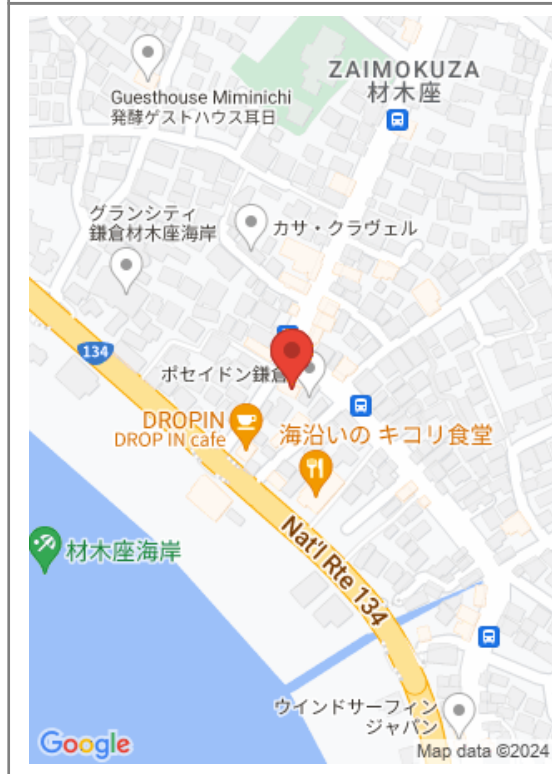 ZAIMOKUZA
材木座
Guesthouse Miminichi
発酵ゲストハウス耳日
グランシティ
鎌倉材木座海岸
カサ・クラヴェル
134
ポセイドン鎌倉
DROPIN
DROP IN cafe
海沿いの キコリ食堂
Nat'l Rte 134
材木座海岸
ウインドサーフィン
ジャパン
Google
Map data ©2024